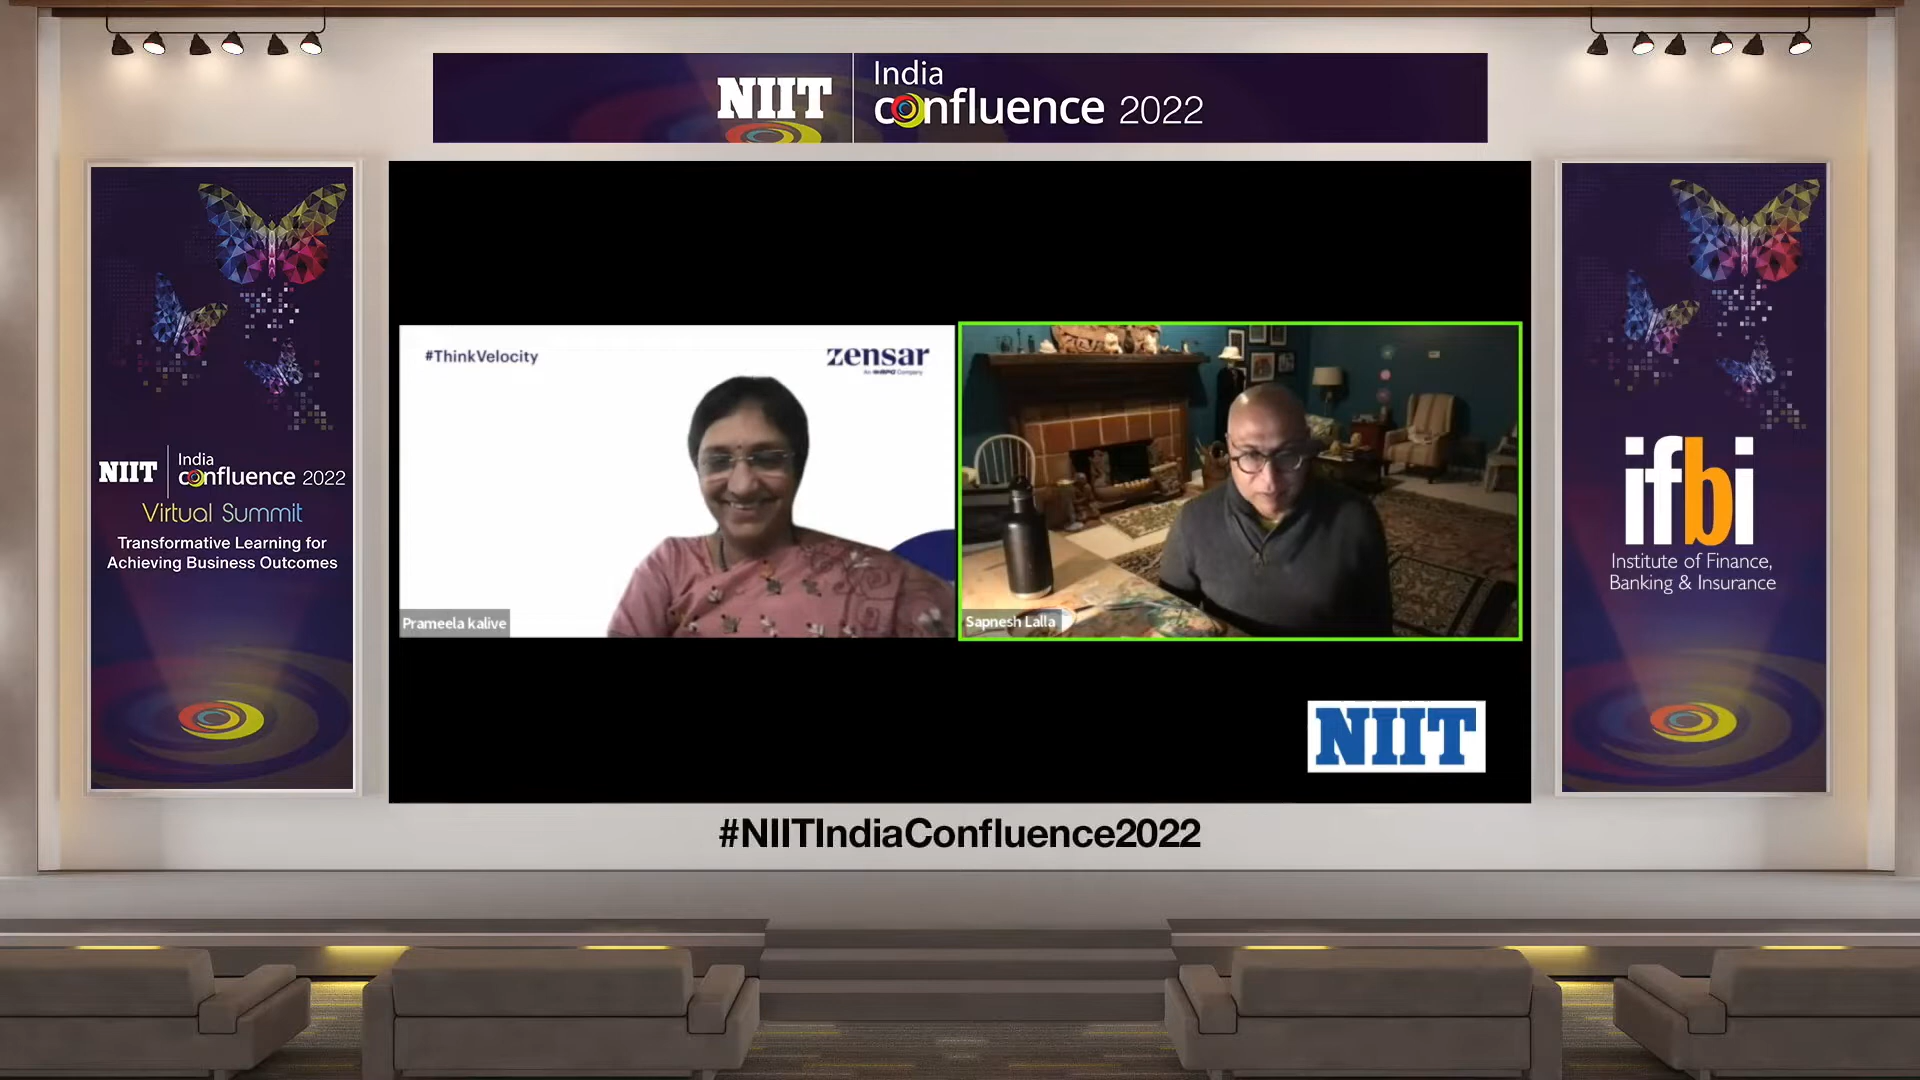 NIIT
India
confluence 2022
NIIT
India
confluence 2022
Virtual Summit
Transformative Learning for
Achieving Business Outcomes
#ThinkVelocity
zensar
Company
Prameela kalive
Sapnesh Lalla
NIIT
ifbi
Institute of Finance,
Banking & Insurance
#NIITIndiaConfluence2022